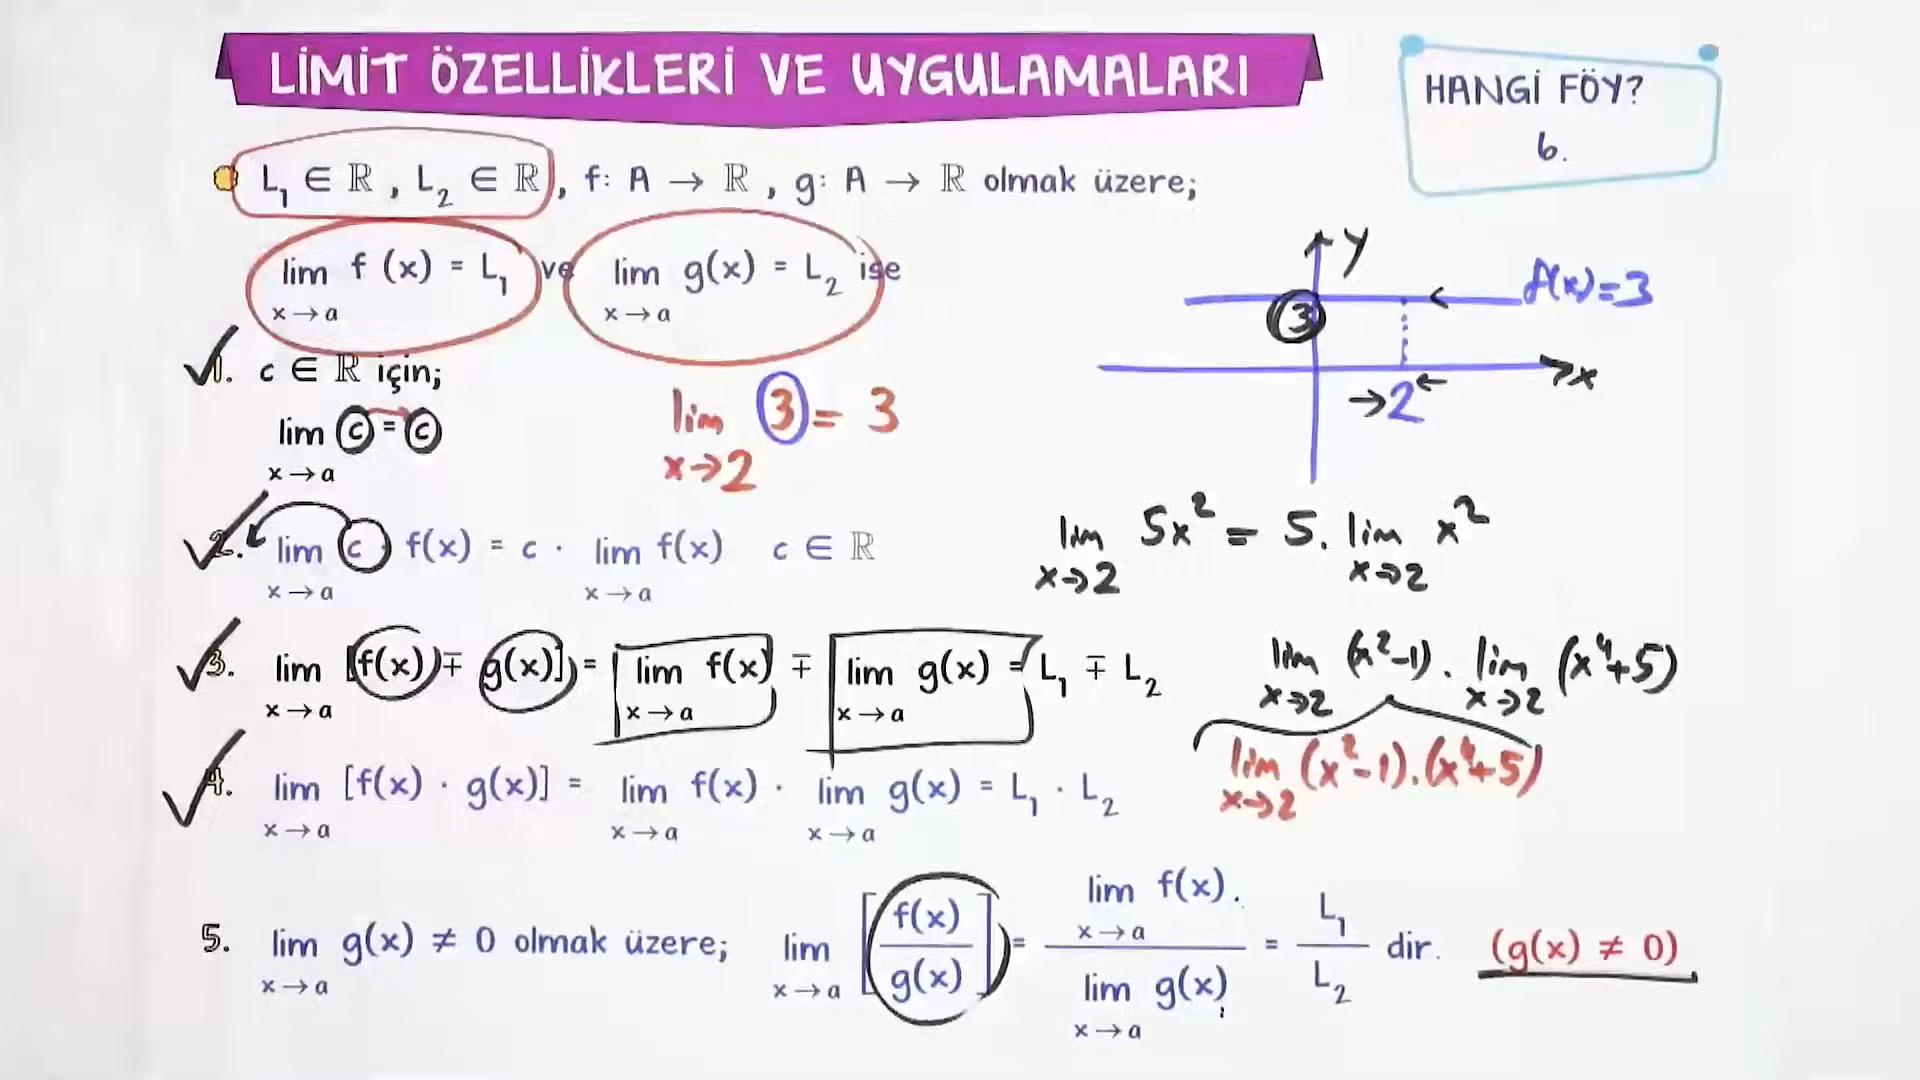 LİMİT ÖZELLİKLERİ VE UYGULAMALARI
HANGİ FÖY?
6.
L₁ ∈ ℝ , L₂ ∈ ℝ , f: A → ℝ , g: A → ℝ olmak üzere;
lim f (x) = L₁ ve lim g(x) = L₂ ise
x → a x → a
y
f(x)=3
3
x
→2←
1. c ∈ ℝ için;
lim c = c
x → a
lim 3 = 3
x→2
2. lim c · f(x) = c · lim f(x) c ∈ ℝ
x → a x → a
lim 5x² = 5. lim x²
x→2 x→2
3. lim [f(x) ∓ g(x)] = lim f(x) ∓ lim g(x) = L₁ ∓ L₂
x → a x → a x → a
lim (x²-1) . lim (x⁴+5)
x→2 x→2
lim (x²-1).(x⁴+5)
x→2
4. lim [f(x) · g(x)] = lim f(x) · lim g(x) = L₁ · L₂
x → a x → a x → a
5. lim g(x) ≠ 0 olmak üzere; lim [f(x) / g(x)] = lim f(x) / lim g(x) = L₁ / L₂ dir. (g(x) ≠ 0)
x → a x → a x → a x → a